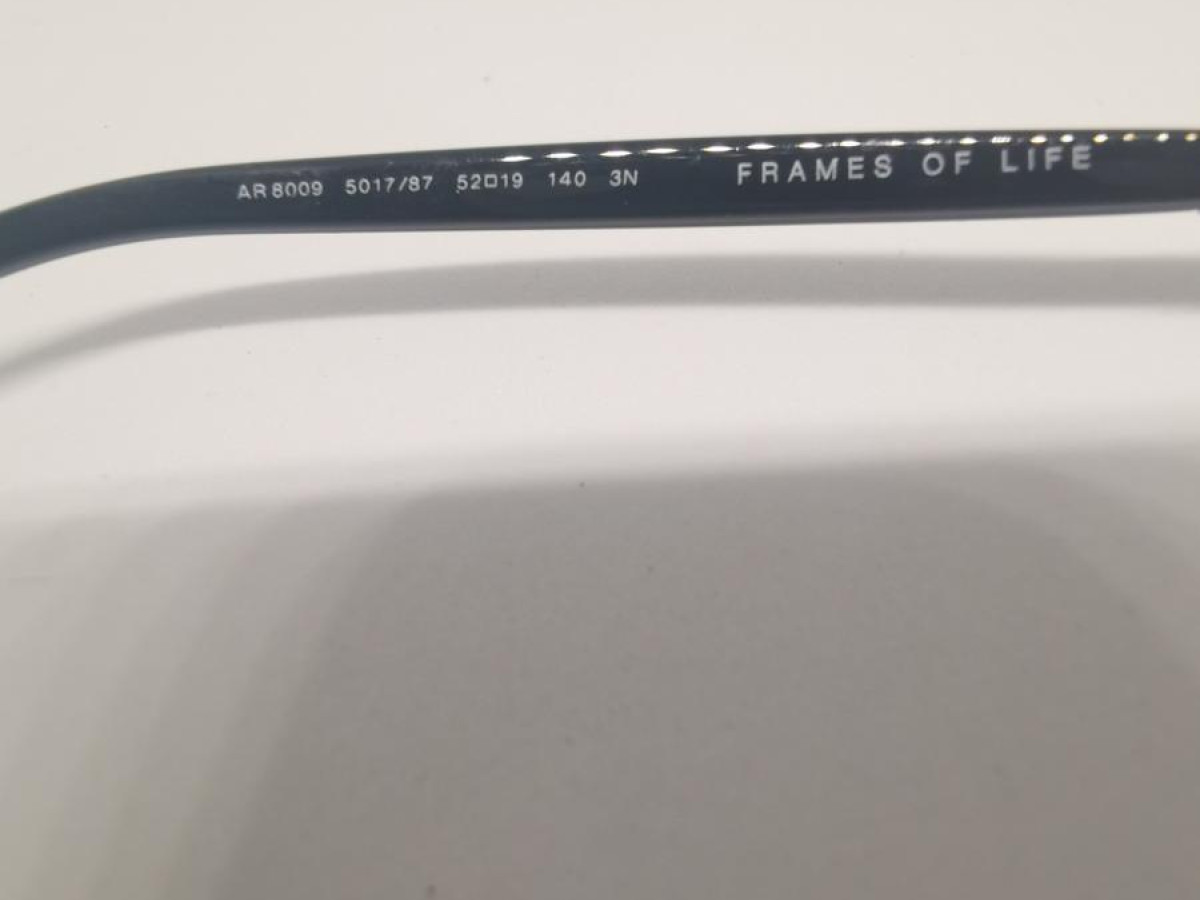 AR8009 5017/87 52□19 140 3N FRAMES OF LIFE